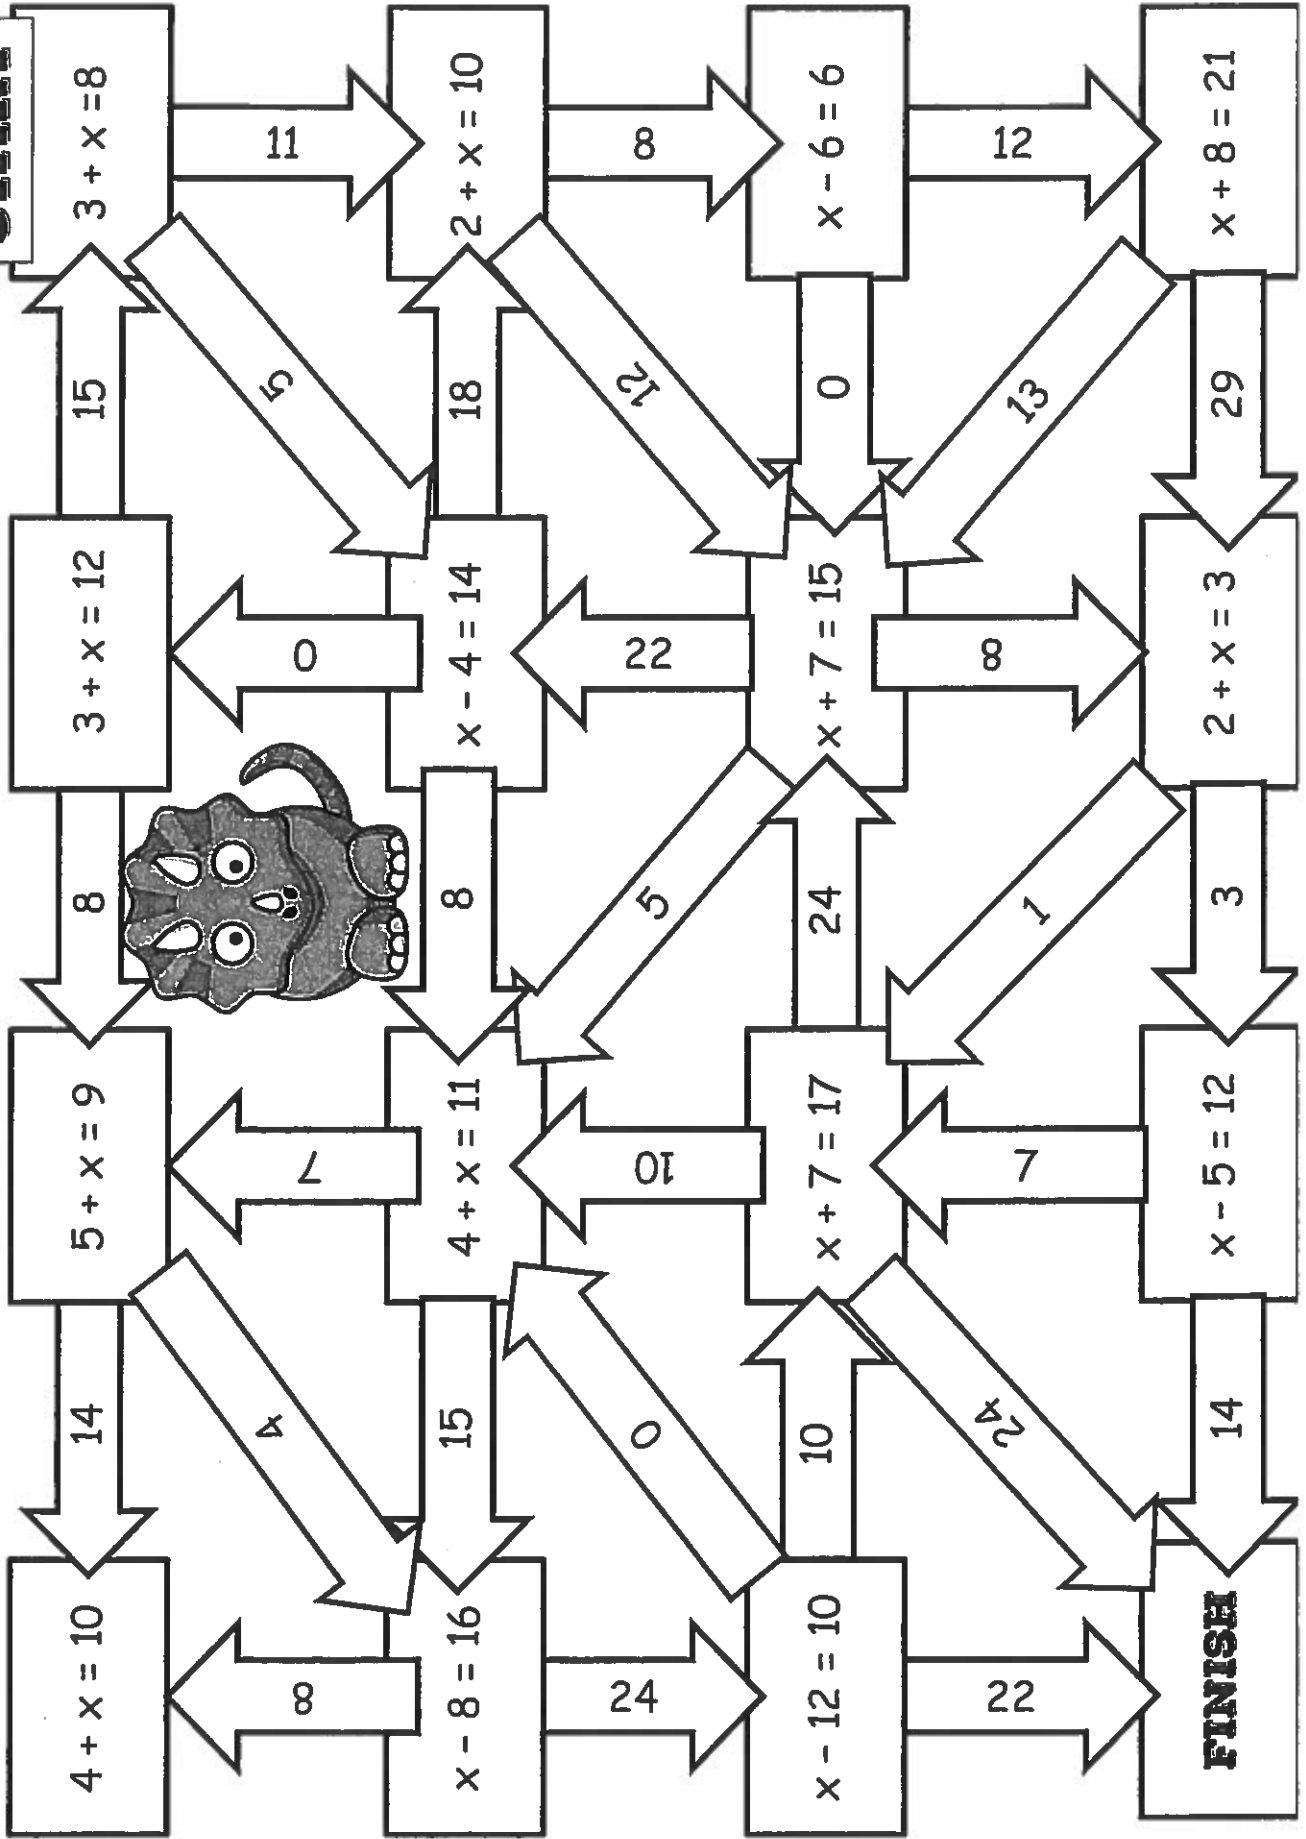 3 + x = 8
11
2 + x = 10
8
x - 6 = 6
12
x + 8 = 21
15
5
18
12
0
13
29
3 + x = 12
0
x - 4 = 14
22
x + 7 = 15
8
2 + x = 3
8
8
5
24
1
3
5 + x = 9
7
4 + x = 11
10
x + 7 = 17
7
x - 5 = 12
14
4
15
0
10
24
14
4 + x = 10
8
x - 8 = 16
24
x - 12 = 10
22
FINISH